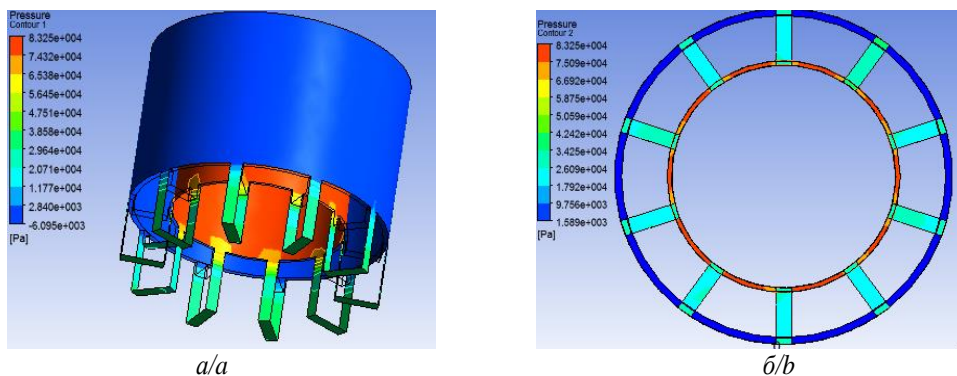 Pressure
Contour 1
8.325e+004
7.432e+004
6.538e+004
5.645e+004
4.751e+004
3.858e+004
2.964e+004
2.071e+004
1.177e+004
2.840e+003
-6.095e+003
[Pa]
Pressure
Contour 2
8.325e+004
7.509e+004
6.692e+004
5.875e+004
5.059e+004
4.242e+004
3.425e+004
2.609e+004
1.792e+004
9.756e+003
1.589e+003
[Pa]
а/a
б/b